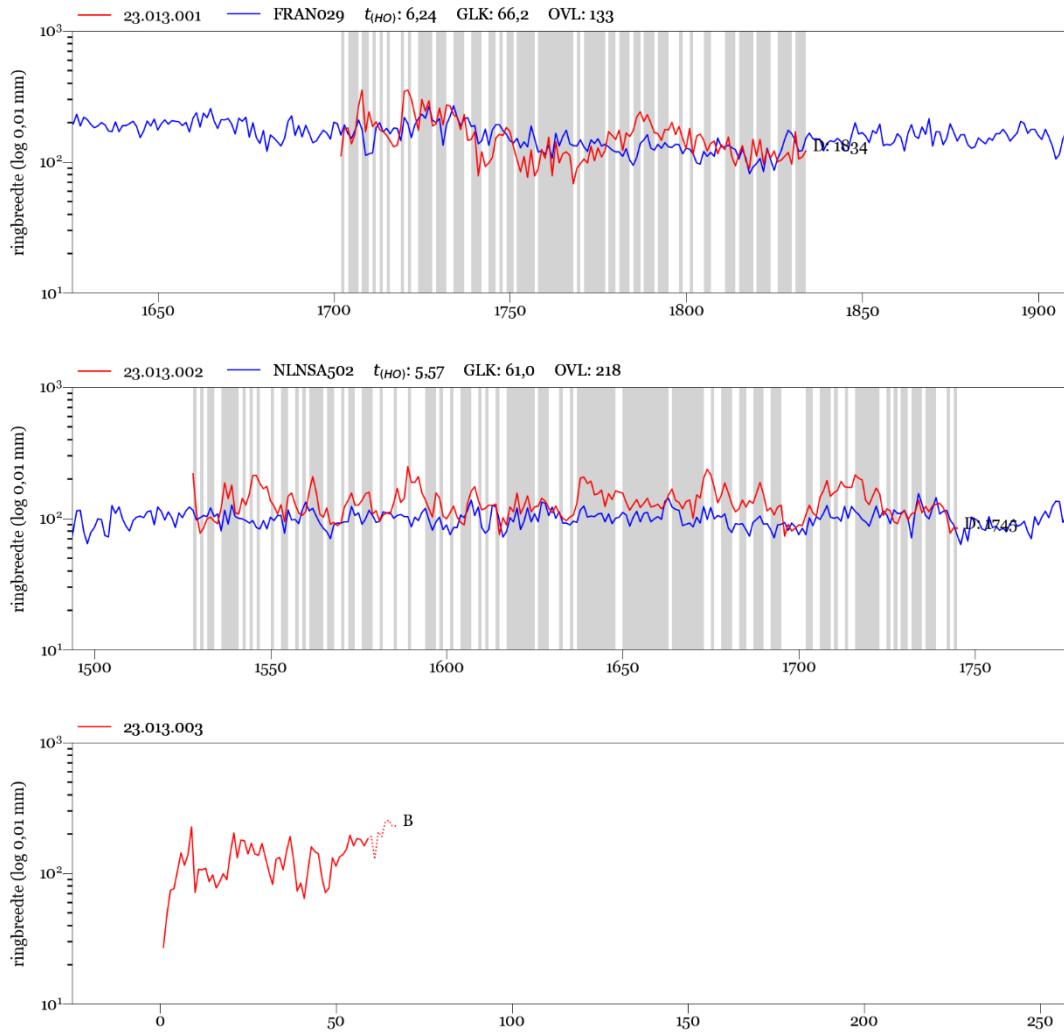 23.013.001 FRAN029 t(HO): 6,24 GLK: 66,2 OVL: 133
ringbreedte (log 0,01 mm)
10³
10²
10¹
D: 1834
1650 1700 1750 1800 1850 1900
23.013.002 NLNSA502 t(HO): 5,57 GLK: 61,0 OVL: 218
ringbreedte (log 0,01 mm)
10³
10²
10¹
D: 1745
1500 1550 1600 1650 1700 1750
23.013.003
ringbreedte (log 0,01 mm)
10³
10²
10¹
B
0 50 100 150 200 250